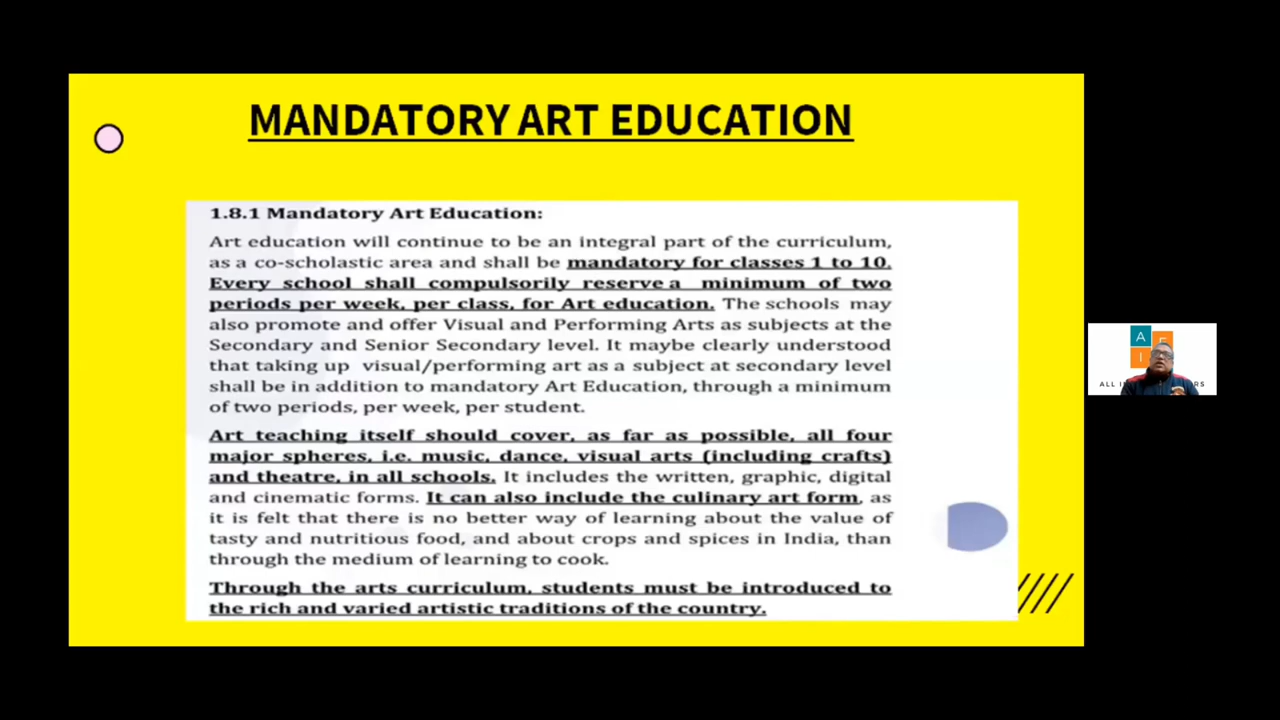 MANDATORY ART EDUCATION
1.8.1 Mandatory Art Education:
Art education will continue to be an integral part of the curriculum,
as a co-scholastic area and shall be mandatory for classes 1 to 10.
Every school shall compulsorily reserve a minimum of two
periods per week, per class, for Art education. The schools may
also promote and offer Visual and Performing Arts as subjects at the
Secondary and Senior Secondary level. It maybe clearly understood
that taking up visual/performing art as a subject at secondary level
shall be in addition to mandatory Art Education, through a minimum
of two periods, per week, per student.
Art teaching itself should cover, as far as possible, all four
major spheres, i.e. music, dance, visual arts (including crafts)
and theatre, in all schools. It includes the written, graphic, digital
and cinematic forms. It can also include the culinary art form, as
it is felt that there is no better way of learning about the value of
tasty and nutritious food, and about crops and spices in India, than
through the medium of learning to cook.
Through the arts curriculum, students must be introduced to
the rich and varied artistic traditions of the country.
A
I
ALL